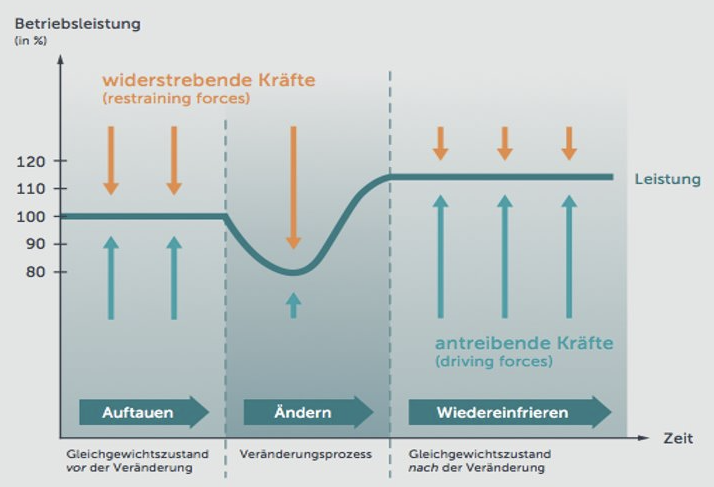 Betriebsleistung
(in %)
widerstrebende Kräfte
(restraining forces)
120
110
100
90
80
Leistung
antreibende Kräfte
(driving forces)
Auftauen
Ändern
Wiedereinfrieren
Zeit
Gleichgewichtszustand
vor der Veränderung
Veränderungsprozess
Gleichgewichtszustand
nach der Veränderung